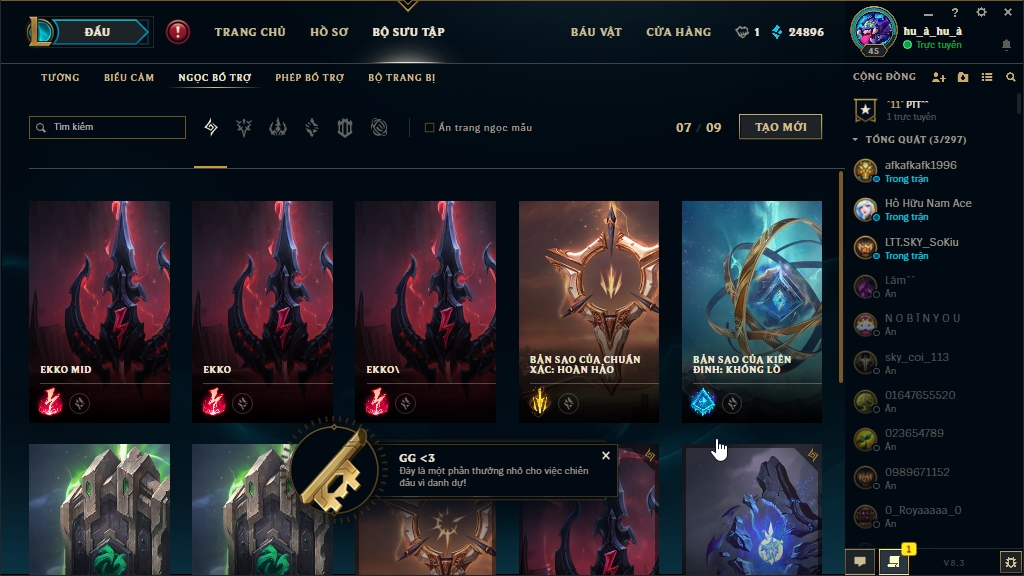 ĐẤU
!
TRANG CHỦ
HỒ SƠ
BỘ SƯU TẬP
BÁU VẬT
CỬA HÀNG
1
24896
?
45
hu_à_hu_à
Trực tuyến
TƯỚNG
BIỂU CẢM
NGỌC BỔ TRỢ
PHÉP BỔ TRỢ
BỘ TRANG BỊ
CỘNG ĐỒNG
Tìm kiếm
Ẩn trang ngọc mẫu
07 / 09
TẠO MỚI
1 trực tuyến
TỔNG QUÁT (3/297)
afkafkafk1996
Trong trận
Hồ Hữu Nam Ace
Trong trận
LTT.SKY_SoKiu
Trong trận
Lâm^^
Ẩn
N O B Ī N Y O U
Ẩn
sky_coi_113
Ẩn
01647655520
Ẩn
023654789
Ẩn
0989671152
Ẩn
0_Royaaaaa_0
Ẩn
EKKO MID
EKKO
EKKO\
BẢN SAO CỦA CHUẨN
XÁC: HOÀN HẢO
BẢN SAO CỦA KIÊN
ĐỊNH: KHỔNG LỒ
GG <3
Đây là một phần thưởng nhỏ cho việc chiến
đấu vì danh dự!
1
V8.3